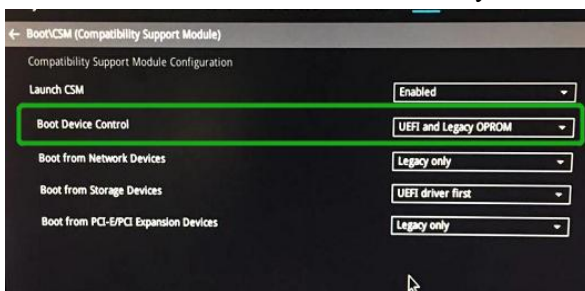 Boot\CSM (Compatibility Support Module)
Compatibility Support Module Configuration
Launch CSM Enabled
Boot Device Control UEFI and Legacy OPROM
Boot from Network Devices Legacy only
Boot from Storage Devices UEFI driver first
Boot from PCI-E/PCI Expansion Devices Legacy only